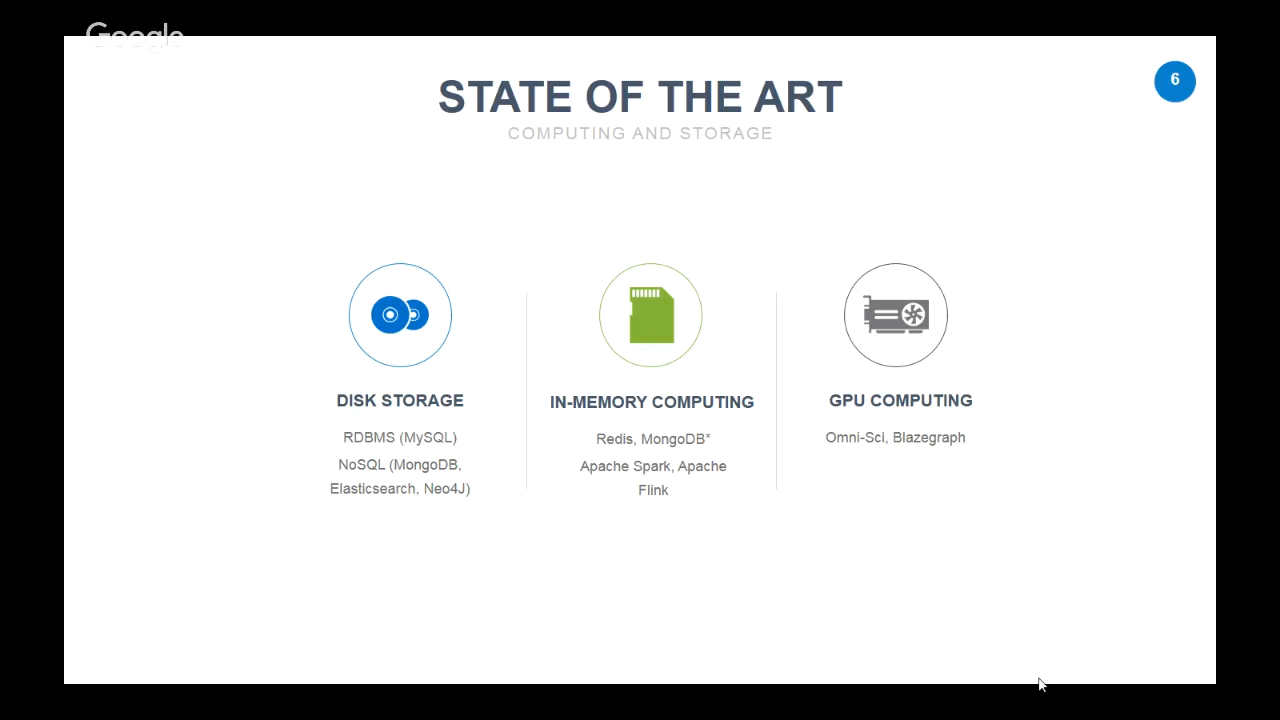 Google
6
STATE OF THE ART
COMPUTING AND STORAGE
DISK STORAGE
RDBMS (MySQL)
NoSQL (MongoDB,
Elasticsearch, Neo4J)
IN-MEMORY COMPUTING
Redis, MongoDB*
Apache Spark, Apache
Flink
GPU COMPUTING
Omni-Sci, Blazegraph